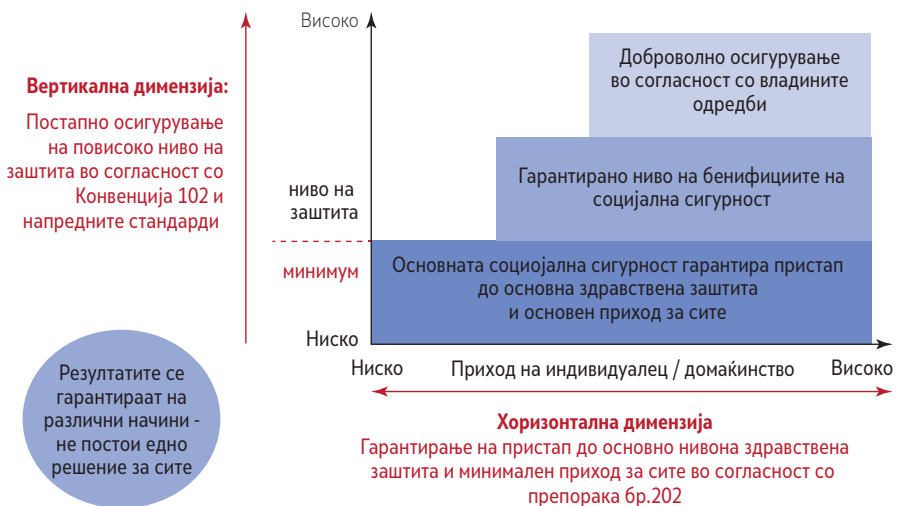 Високо
Вертикална димензија:
Постапно осигурување
на повисоко ниво на
заштита во согласност со
Конвенција 102 и
напредните стандарди
Доброволно осигурување
во согласност со владините
одредби
Гарантирано ниво на бенифициите на
социјална сигурност
ниво на
заштита
минимум
Основната социојална сигурност гарантира пристап
до основна здравствена заштита
и основен приход за сите
Ниско
Ниско
Приход на индивидуалец / домаќинство
Високо
Резултатите се
гарантираат на
различни начини -
не постои едно
решение за сите
Хоризонтална димензија
Гарантирање на пристап до основно нивона здравствена
заштита и минимален приход за сите во согласност со
препорака бр.202